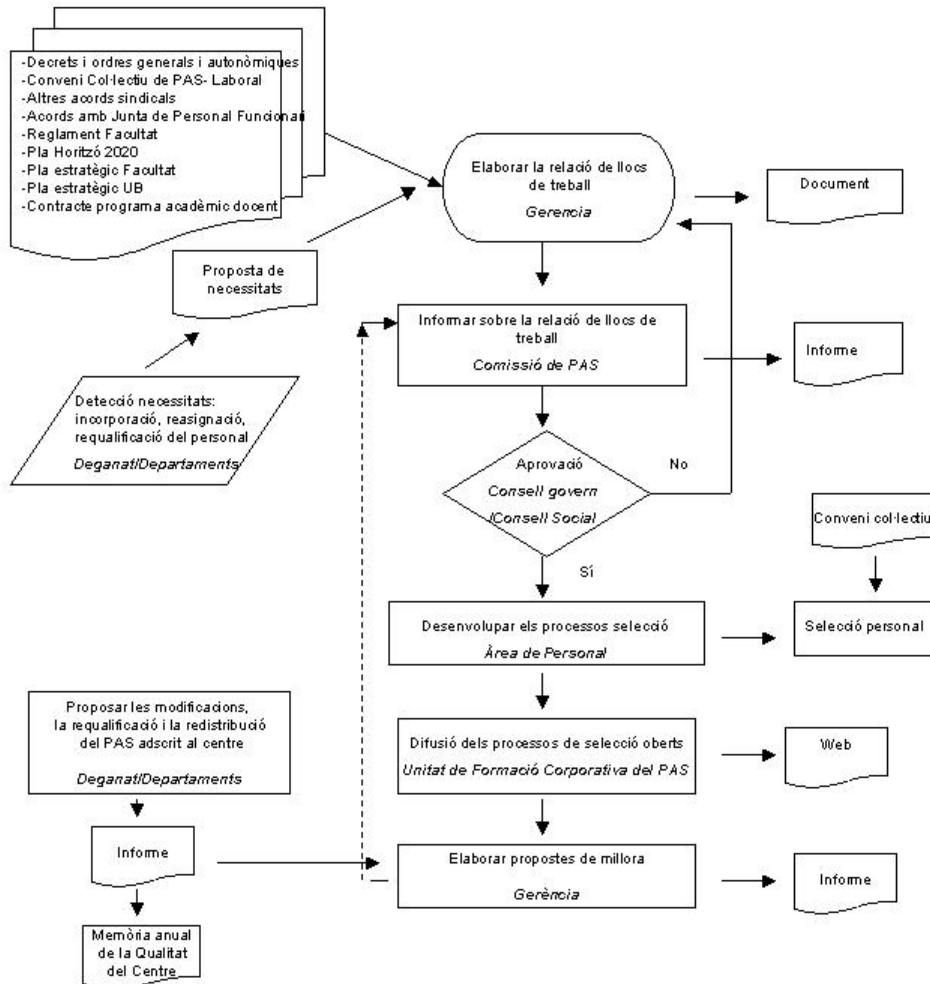 -Decrets i ordres generals i autonòmiques
-Conveni Col·lectiu de PAS- Laboral
-Altres acords sindicals
-Acords amb Junta de Personal Funcionari
-Reglament Facultat
-Pla Horitzó 2020
-Pla estratègic Facultat
-Pla estratègic UB
-Contracte programa acadèmic docent
Elaborar la relació de llocs
de treball
Gerencia
Document
Proposta de
necessitats
Informar sobre la relació de llocs de
treball
Comissió de PAS
Informe
Detecció necessitats:
incorporació, reasignació,
requalificació del personal
Deganat/Departaments
Aprovació
Consell govern
/Consell Social
No
Sí
Conveni col·lectiu
Desenvolupar els processos selecció
Àrea de Personal
Selecció personal
Proposar les modificacions,
la requalificació i la redistribució
del PAS adscrit al centre
Deganat/Departaments
Difusió dels processos de selecció oberts
Unitat de Formació Corporativa del PAS
Web
Informe
Elaborar propostes de millora
Gerència
Informe
Memòria anual
de la Qualitat
del Centre